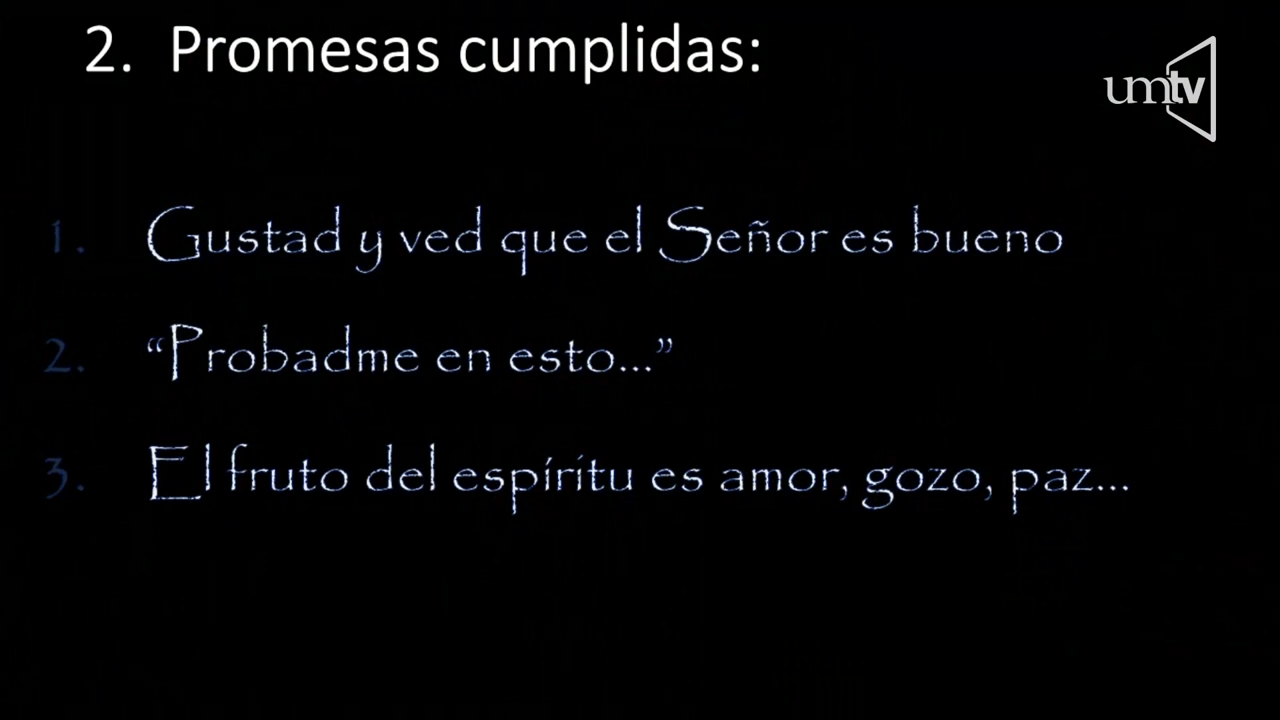 2. Promesas cumplidas:
umtv
1. Gustad y ved que el Señor es bueno
2. “Probadme en esto...”
3. El fruto del espíritu es amor, gozo, paz...